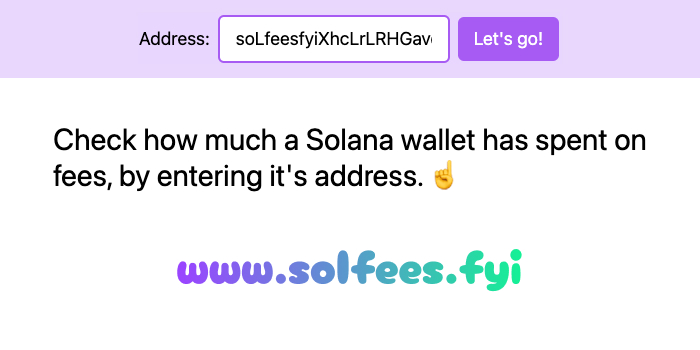 Address: soLfeesfyiXhcLrLRHGav Let's go!
Check how much a Solana wallet has spent on
fees, by entering it's address. ☝️
www.solfees.fyi